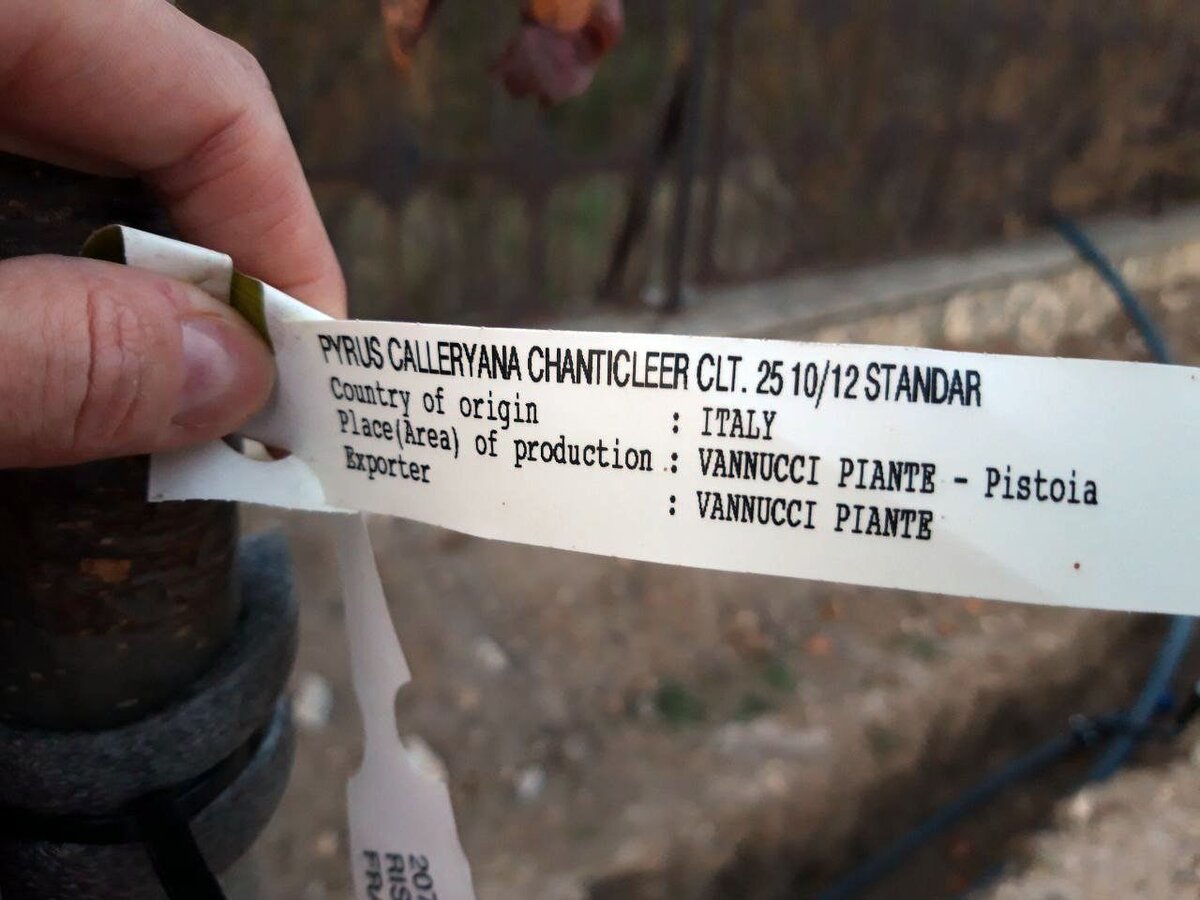 PYRUS CALLERYANA CHANTICLEER CLT. 25 10/12 STANDAR
Country of origin : ITALY
Place(Area) of production : VANNUCCI PIANTE - Pistoia
Exporter : VANNUCCI PIANTE